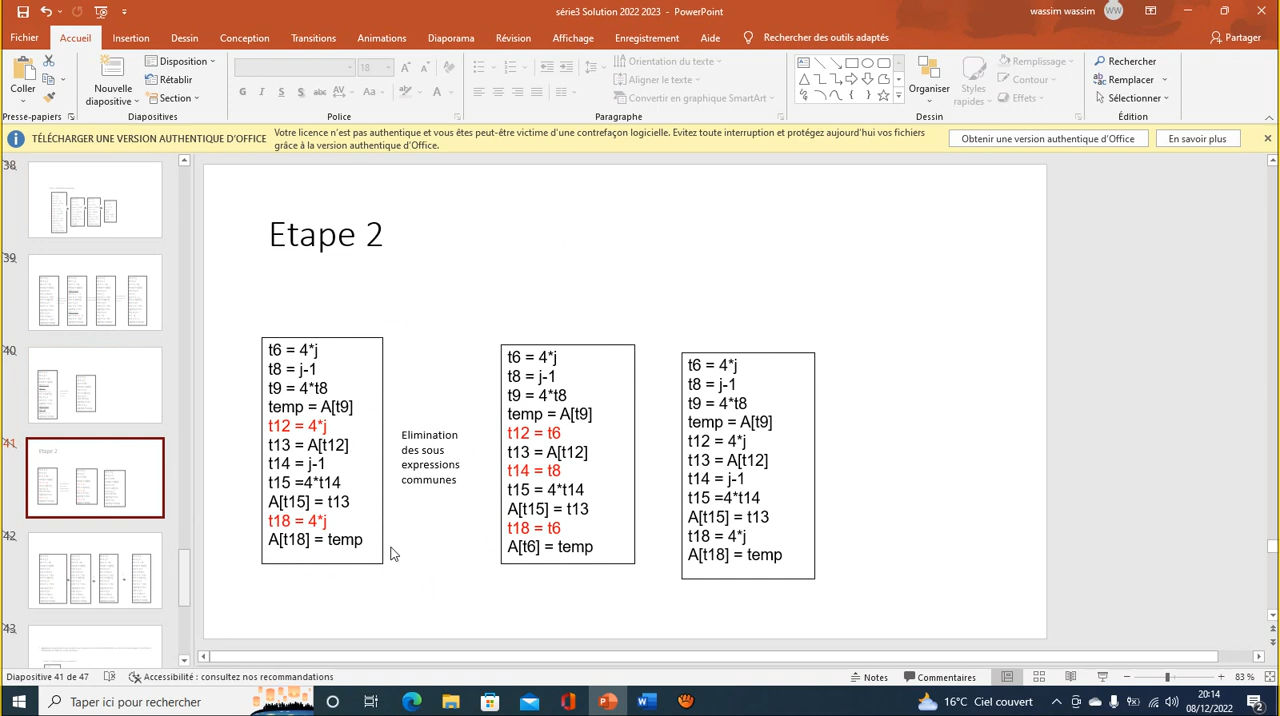 série3 Solution 2022 2023 - PowerPoint
wassim wassim
WW
Fichier Accueil Insertion Dessin Conception Transitions Animations Diaporama Révision Affichage Enregistrement Aide Rechercher des outils adaptés Partager
Coller
Nouvelle diapositive
Disposition
Rétablir
Section
18
G I S S abc AV Aa A
Orientation du texte
Aligner le texte
Convertir en graphique SmartArt
Organiser
Styles rapides
Remplissage
Contour
Effets
Rechercher
Remplacer
Sélectionner
Presse-papiers Diapositives Police Paragraphe Dessin Édition
TÉLÉCHARGER UNE VERSION AUTHENTIQUE D'OFFICE
Votre licence n'est pas authentique et vous êtes peut-être victime d'une contrefaçon logicielle. Evitez toute interruption et protégez aujourd'hui vos fichiers
grâce à la version authentique d'Office.
Obtenir une version authentique d'Office
En savoir plus
38
39
40
41
Etape 2
42
43
Etape 2
t6 = 4*j
t8 = j-1
t9 = 4*t8
temp = A[t9]
t12 = 4*j
t13 = A[t12]
t14 = j-1
t15 =4*t14
A[t15] = t13
t18 = 4*j
A[t18] = temp
Elimination
des sous
expressions
communes
t6 = 4*j
t8 = j-1
t9 = 4*t8
temp = A[t9]
t12 = t6
t13 = A[t12]
t14 = t8
t15 = 4*t14
A[t15] = t13
t18 = t6
A[t6] = temp
t6 = 4*j
t8 = j-1
t9 = 4*t8
temp = A[t9]
t12 = 4*j
t13 = A[t12]
t14 = j-1
t15 =4*t14
A[t15] = t13
t18 = 4*j
A[t18] = temp
Diapositive 41 de 47
Accessibilité : consultez nos recommandations
Notes
Commentaires
83 %
Taper ici pour rechercher
16°C Ciel couvert
20:14
08/12/2022
2